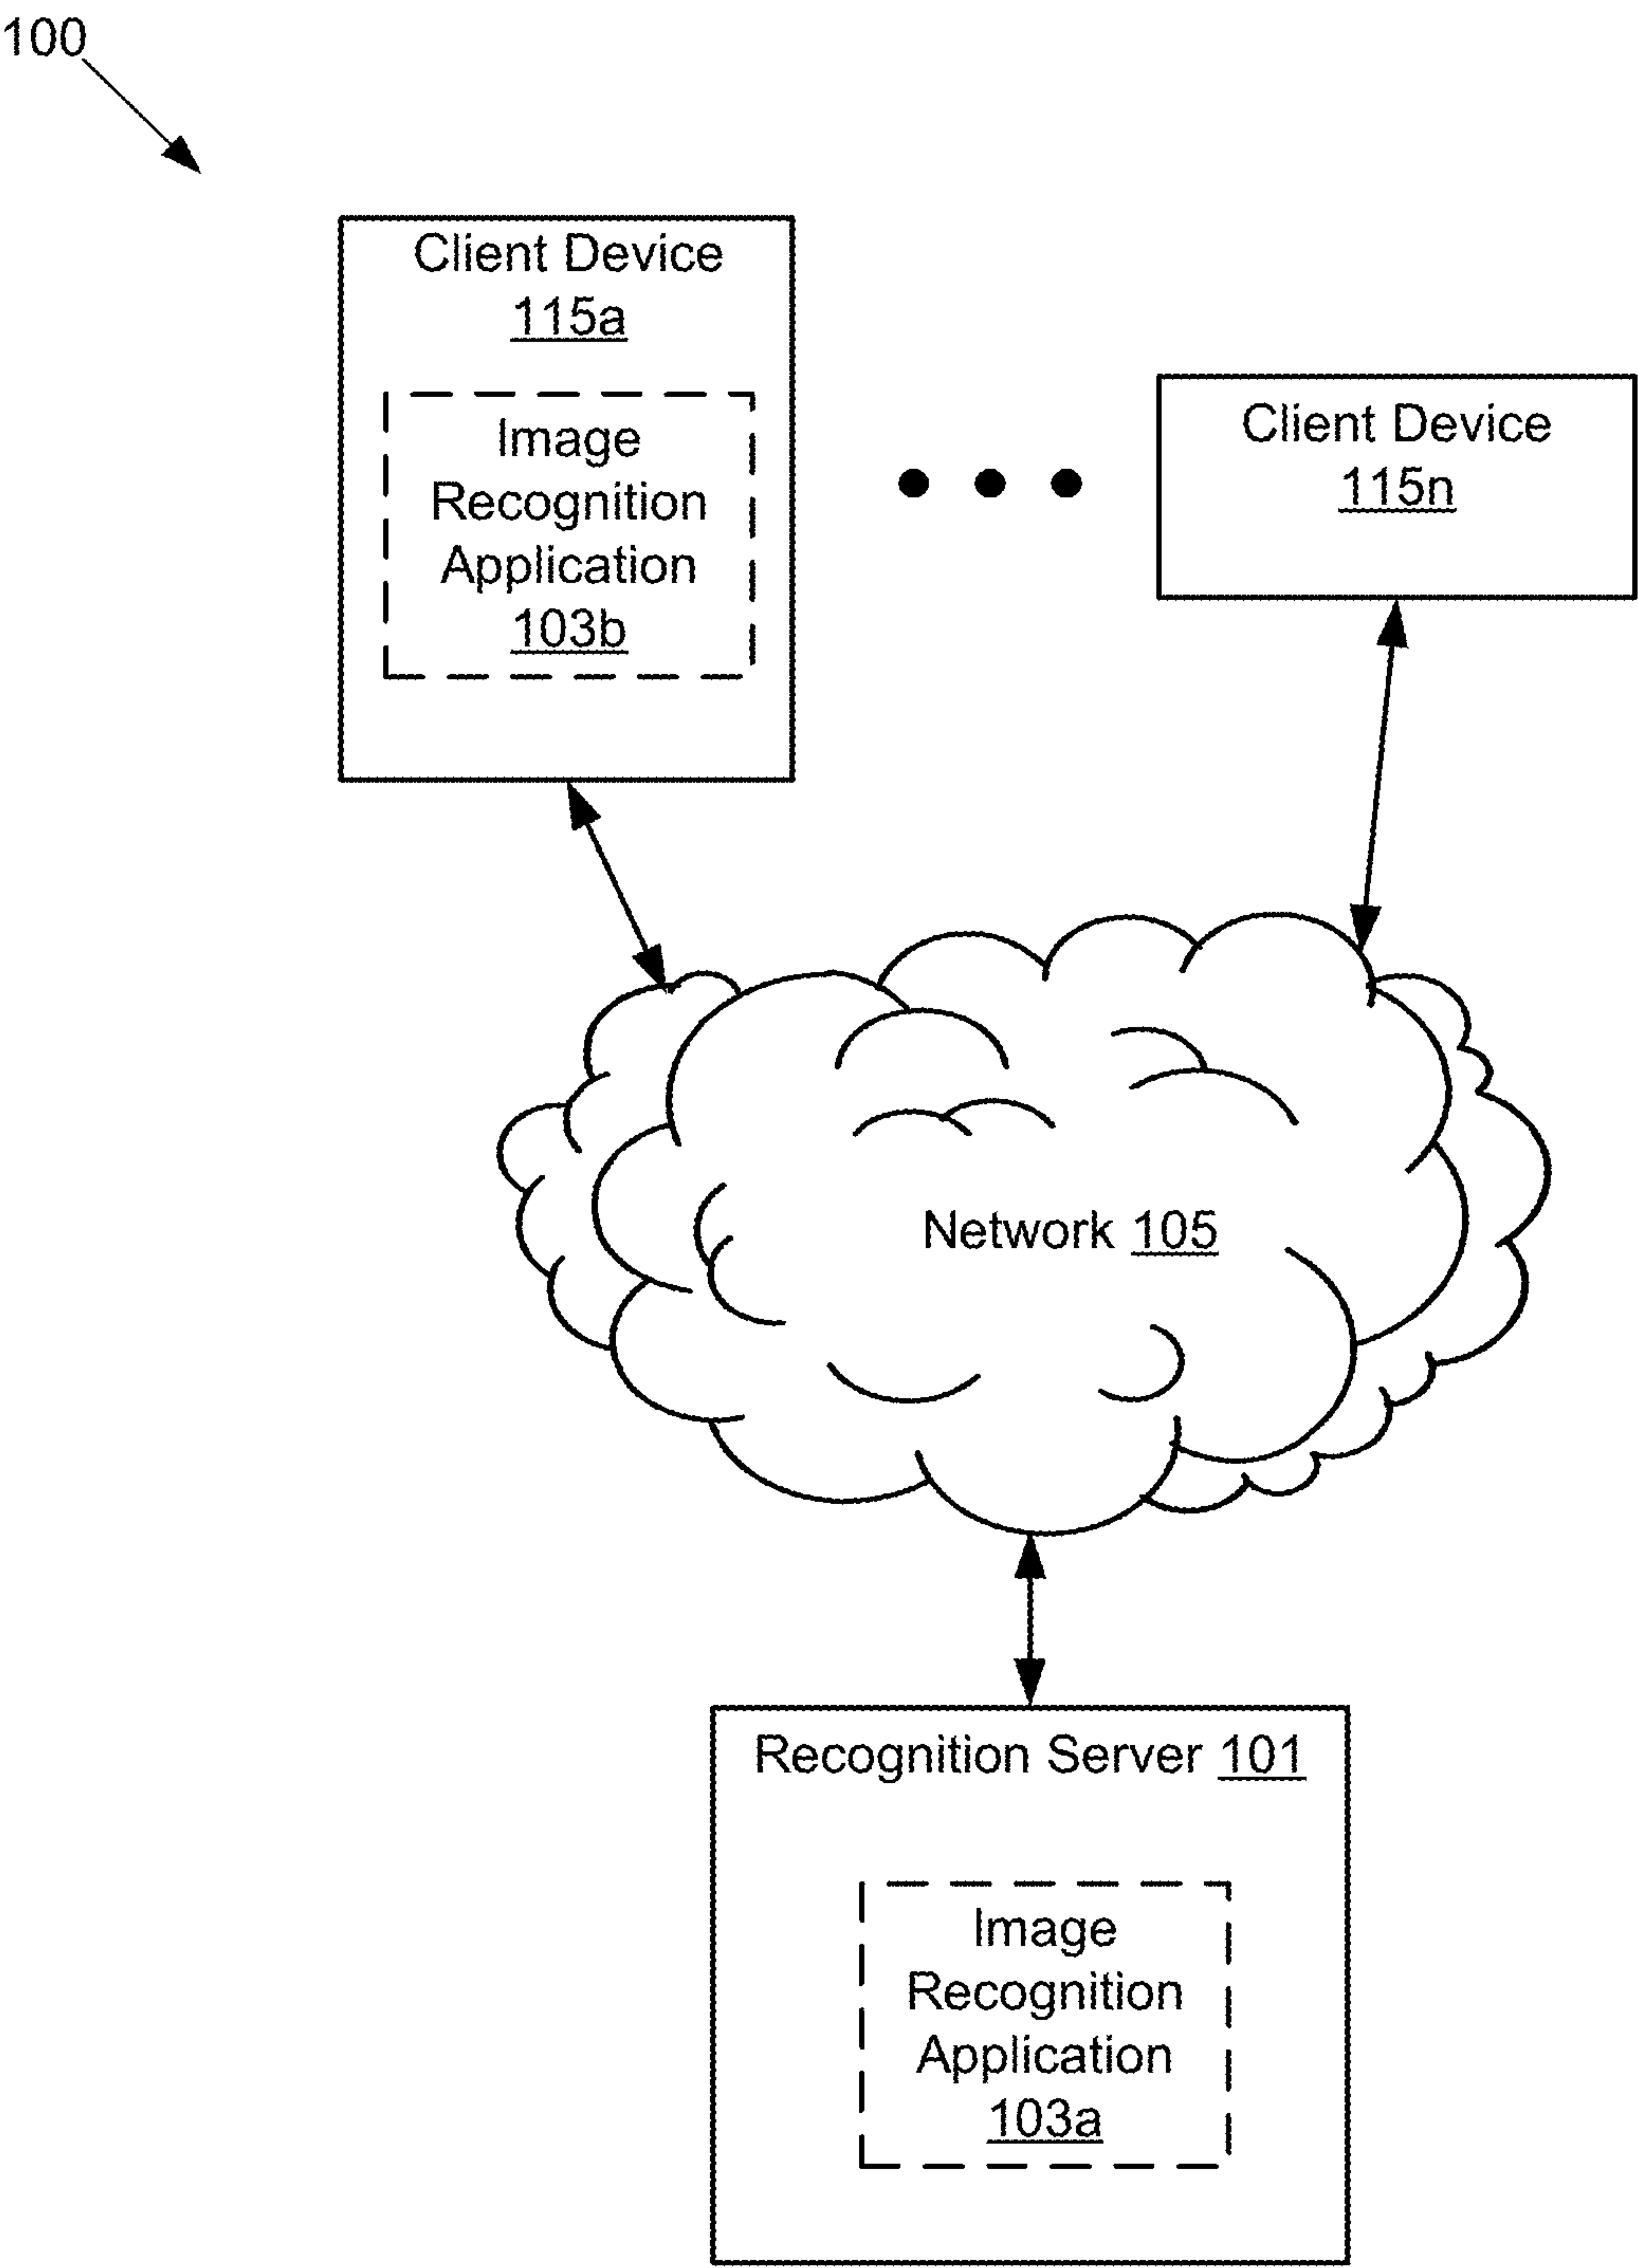 100
Client Device
115a
Image
Recognition
Application
103b
Client Device
115n
Network 105
Recognition Server 101
Image
Recognition
Application
103a